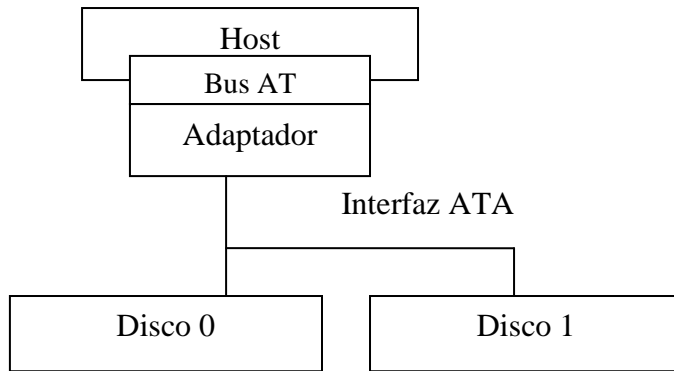 Host
Bus AT
Adaptador
Interfaz ATA
Disco 0
Disco 1